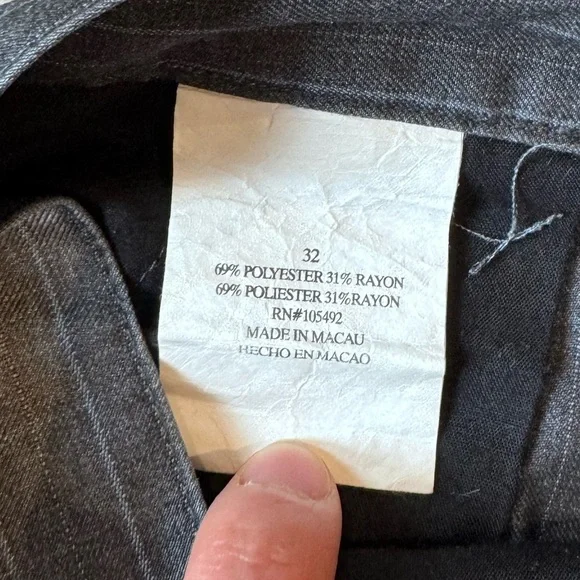 32
69% POLYESTER 31% RAYON
69% POLIESTER 31%RAYON
RN#105492
MADE IN MACAU
HECHO EN MACAO